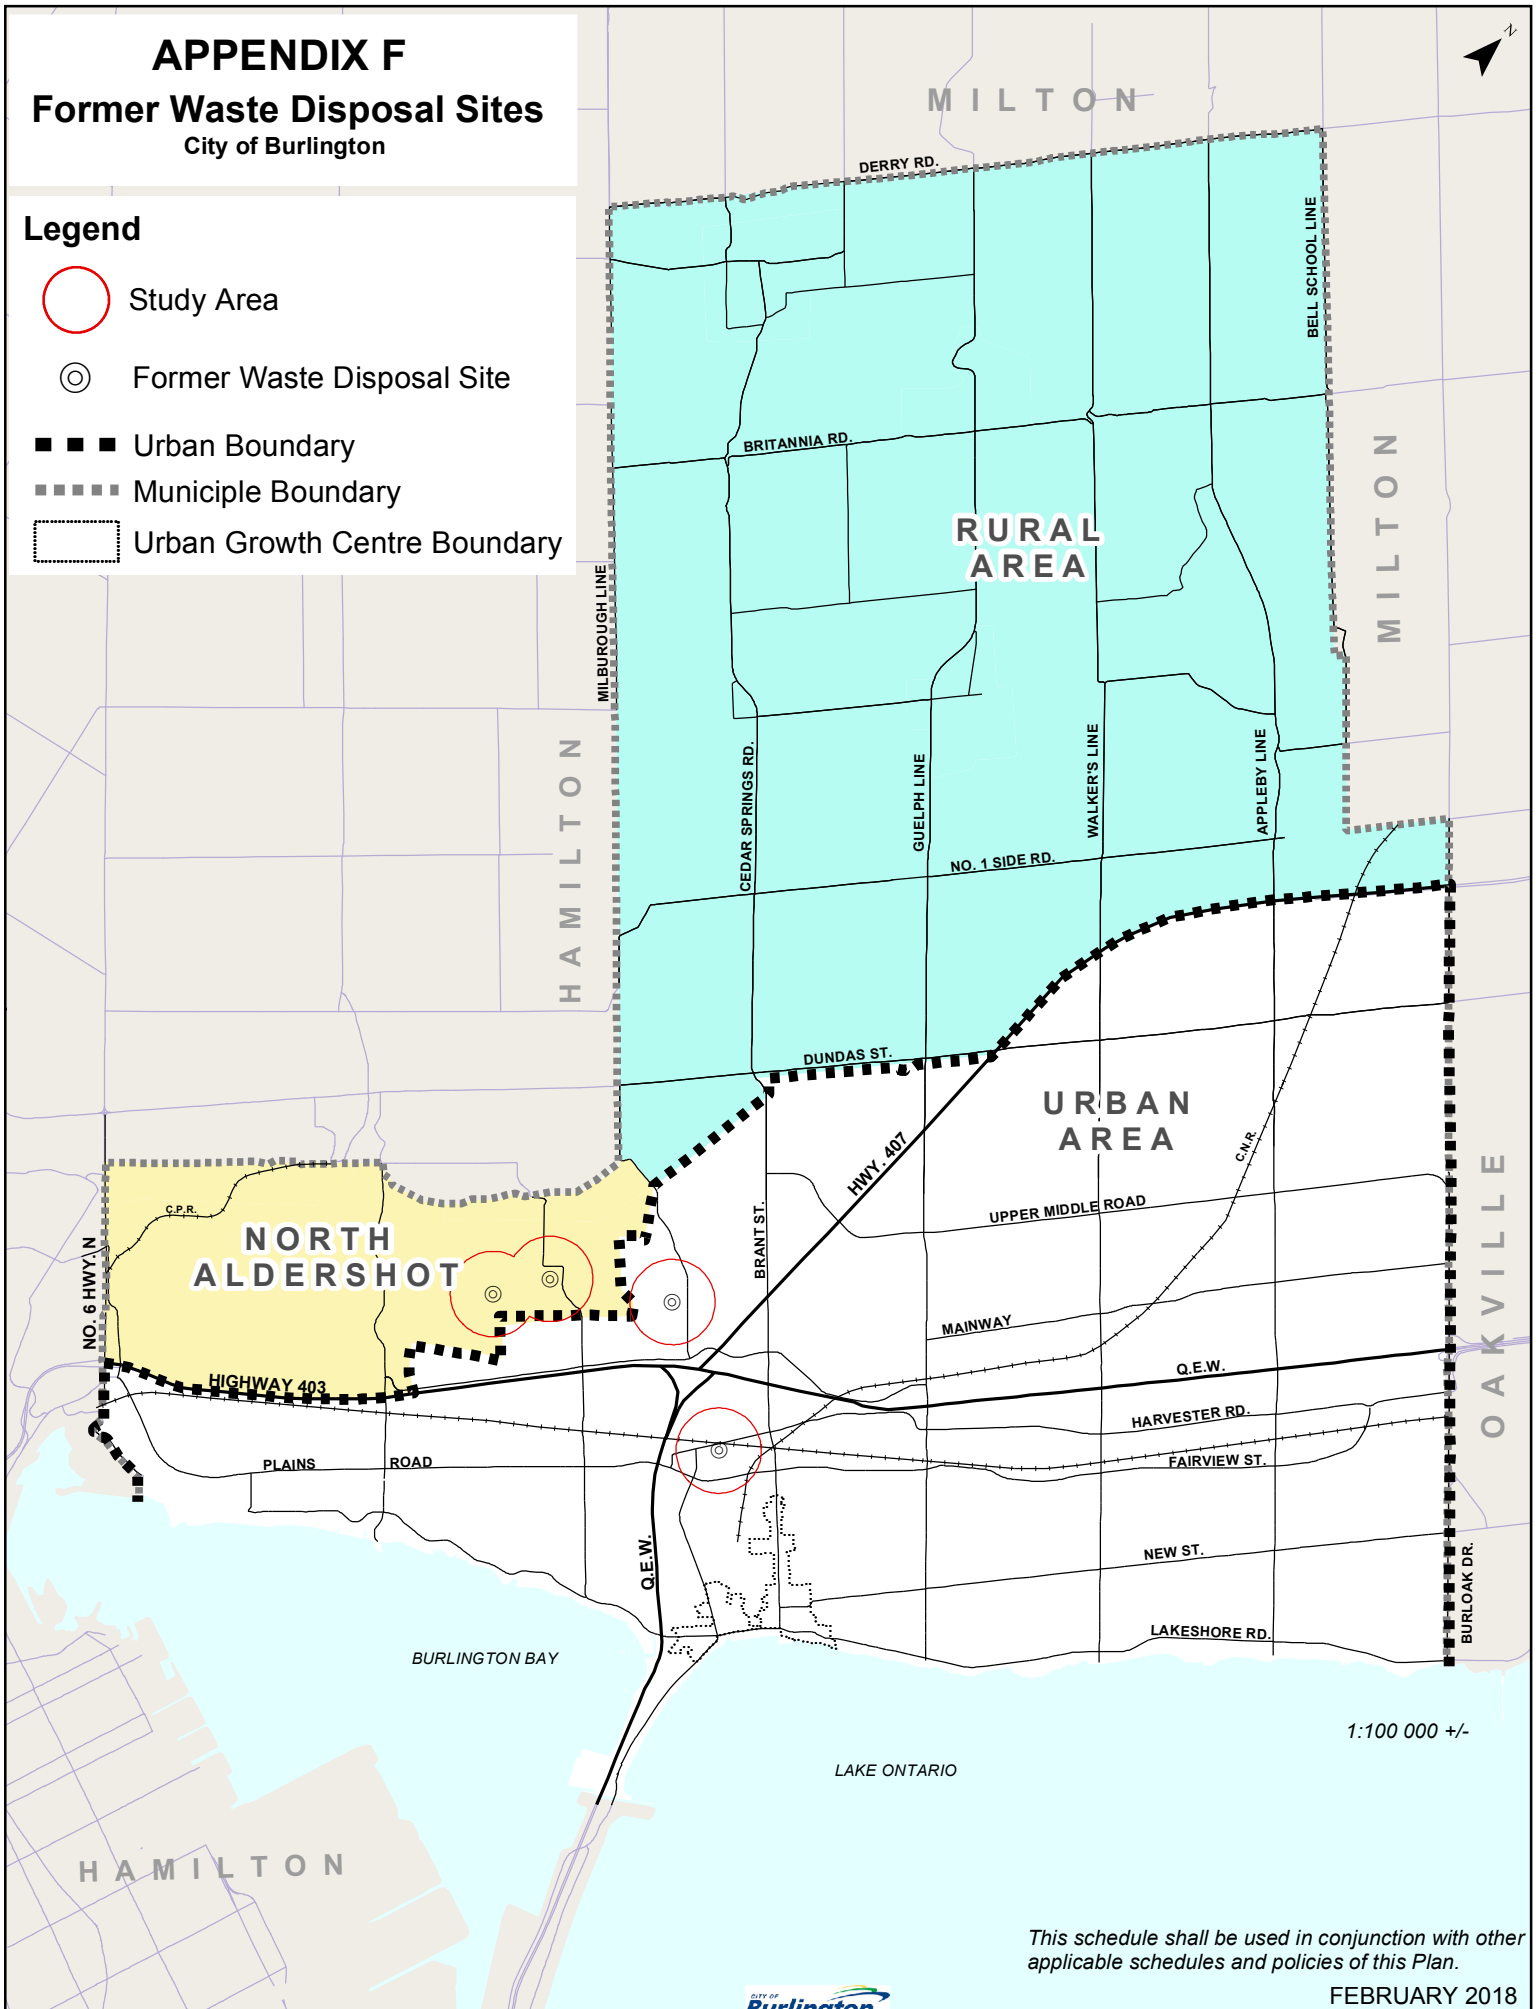 APPENDIX F
Former Waste Disposal Sites
City of Burlington
N
Legend
Study Area
Former Waste Disposal Site
Urban Boundary
Municiple Boundary
Urban Growth Centre Boundary
MILTON
DERRY RD.
BELL SCHOOL LINE
BRITANNIA RD.
MILTON
RURAL
AREA
MILBOROUGH LINE
HAMILTON
CEDAR SPRINGS RD.
GUELPH LINE
WALKER'S LINE
APPLEBY LINE
NO. 1 SIDE RD.
DUNDAS ST.
URBAN
AREA
HWY. 407
C.N.R.
OAKVILLE
C.P.R.
NORTH
ALDERSHOT
NO. 6 HWY. N
BRANT ST.
UPPER MIDDLE ROAD
MAINWAY
Q.E.W.
HIGHWAY 403
HARVESTER RD.
PLAINS ROAD
FAIRVIEW ST.
Q.E.W.
NEW ST.
BURLOAK DR.
LAKESHORE RD.
BURLINGTON BAY
1:100 000 +/-
LAKE ONTARIO
HAMILTON
This schedule shall be used in conjunction with other
applicable schedules and policies of this Plan.
FEBRUARY 2018
CITY OF
Burlington